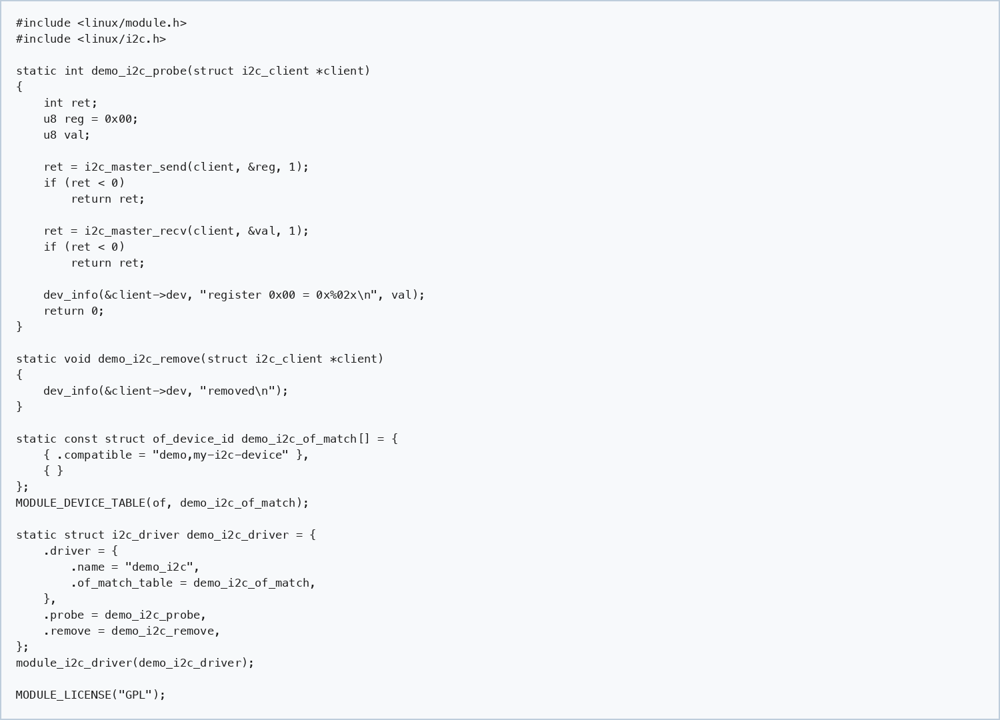 #include <linux/module.h>
#include <linux/i2c.h>

static int demo_i2c_probe(struct i2c_client *client)
{
    int ret;
    u8 reg = 0x00;
    u8 val;

    ret = i2c_master_send(client, &reg, 1);
    if (ret < 0)
        return ret;

    ret = i2c_master_recv(client, &val, 1);
    if (ret < 0)
        return ret;

    dev_info(&client->dev, "register 0x00 = 0x%02x\n", val);
    return 0;
}

static void demo_i2c_remove(struct i2c_client *client)
{
    dev_info(&client->dev, "removed\n");
}

static const struct of_device_id demo_i2c_of_match[] = {
    { .compatible = "demo,my-i2c-device" },
    { }
};
MODULE_DEVICE_TABLE(of, demo_i2c_of_match);

static struct i2c_driver demo_i2c_driver = {
    .driver = {
        .name = "demo_i2c",
        .of_match_table = demo_i2c_of_match,
    },
    .probe = demo_i2c_probe,
    .remove = demo_i2c_remove,
};
module_i2c_driver(demo_i2c_driver);

MODULE_LICENSE("GPL");